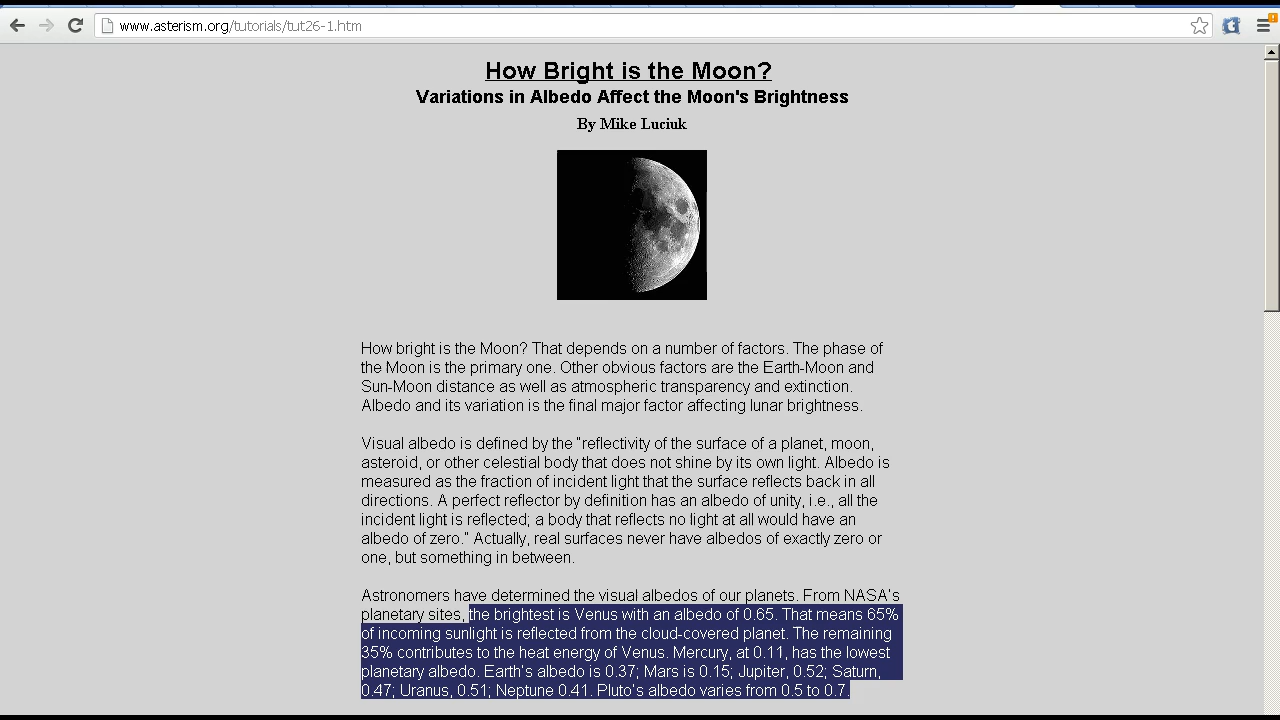 www.asterism.org/tutorials/tut26-1.htm
How Bright is the Moon?
Variations in Albedo Affect the Moon's Brightness
By Mike Luciuk
How bright is the Moon? That depends on a number of factors. The phase of
the Moon is the primary one. Other obvious factors are the Earth-Moon and
Sun-Moon distance as well as atmospheric transparency and extinction.
Albedo and its variation is the final major factor affecting lunar brightness.
Visual albedo is defined by the "reflectivity of the surface of a planet, moon,
asteroid, or other celestial body that does not shine by its own light. Albedo is
measured as the fraction of incident light that the surface reflects back in all
directions. A perfect reflector by definition has an albedo of unity, i.e., all the
incident light is reflected; a body that reflects no light at all would have an
albedo of zero." Actually, real surfaces never have albedos of exactly zero or
one, but something in between.
Astronomers have determined the visual albedos of our planets. From NASA's
planetary sites, the brightest is Venus with an albedo of 0.65. That means 65%
of incoming sunlight is reflected from the cloud-covered planet. The remaining
35% contributes to the heat energy of Venus. Mercury, at 0.11, has the lowest
planetary albedo. Earth's albedo is 0.37; Mars is 0.15; Jupiter, 0.52; Saturn,
0.47; Uranus, 0.51; Neptune 0.41. Pluto's albedo varies from 0.5 to 0.7.